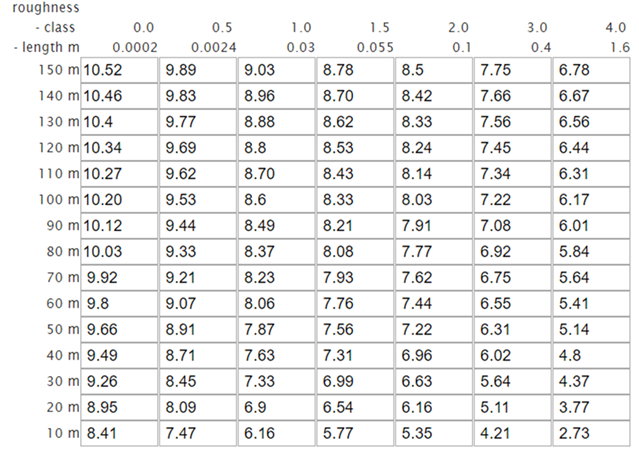 roughness
- class 0.0 0.5 1.0 1.5 2.0 3.0 4.0
- length m 0.0002 0.0024 0.03 0.055 0.1 0.4 1.6
150 m 10.52 9.89 9.03 8.78 8.5 7.75 6.78
140 m 10.46 9.83 8.96 8.70 8.42 7.66 6.67
130 m 10.4 9.77 8.88 8.62 8.33 7.56 6.56
120 m 10.34 9.69 8.8 8.53 8.24 7.45 6.44
110 m 10.27 9.62 8.70 8.43 8.14 7.34 6.31
100 m 10.20 9.53 8.6 8.33 8.03 7.22 6.17
90 m 10.12 9.44 8.49 8.21 7.91 7.08 6.01
80 m 10.03 9.33 8.37 8.08 7.77 6.92 5.84
70 m 9.92 9.21 8.23 7.93 7.62 6.75 5.64
60 m 9.8 9.07 8.06 7.76 7.44 6.55 5.41
50 m 9.66 8.91 7.87 7.56 7.22 6.31 5.14
40 m 9.49 8.71 7.63 7.31 6.96 6.02 4.8
30 m 9.26 8.45 7.33 6.99 6.63 5.64 4.37
20 m 8.95 8.09 6.9 6.54 6.16 5.11 3.77
10 m 8.41 7.47 6.16 5.77 5.35 4.21 2.73